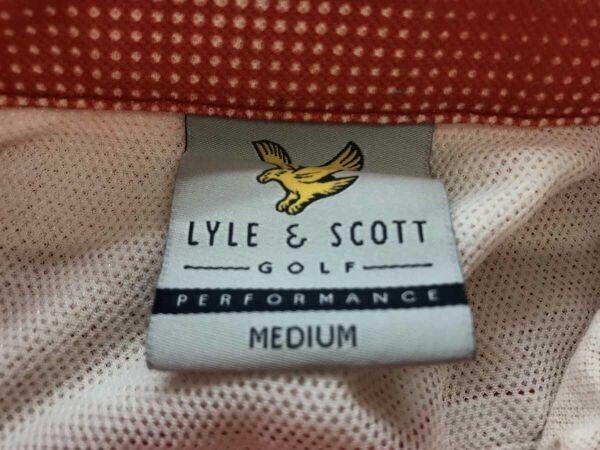 LYLE & SCOTT
GOLF
PERFORMANCE
MEDIUM